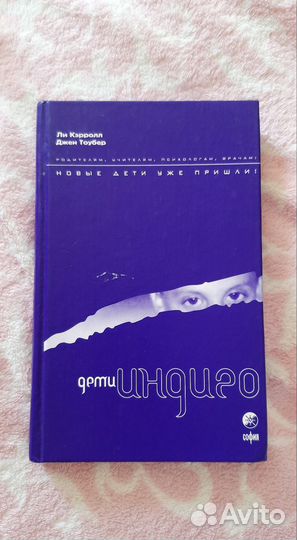 Ли Кэрролл
Джен Тоубер
РОДИТЕЛЯМ, УЧИТЕЛЯМ, ПСИХОЛОГАМ, ВРАЧАМ:
НОВЫЕ ДЕТИ УЖЕ ПРИШЛИ!
дети индиго
СОФИЯ
Avito